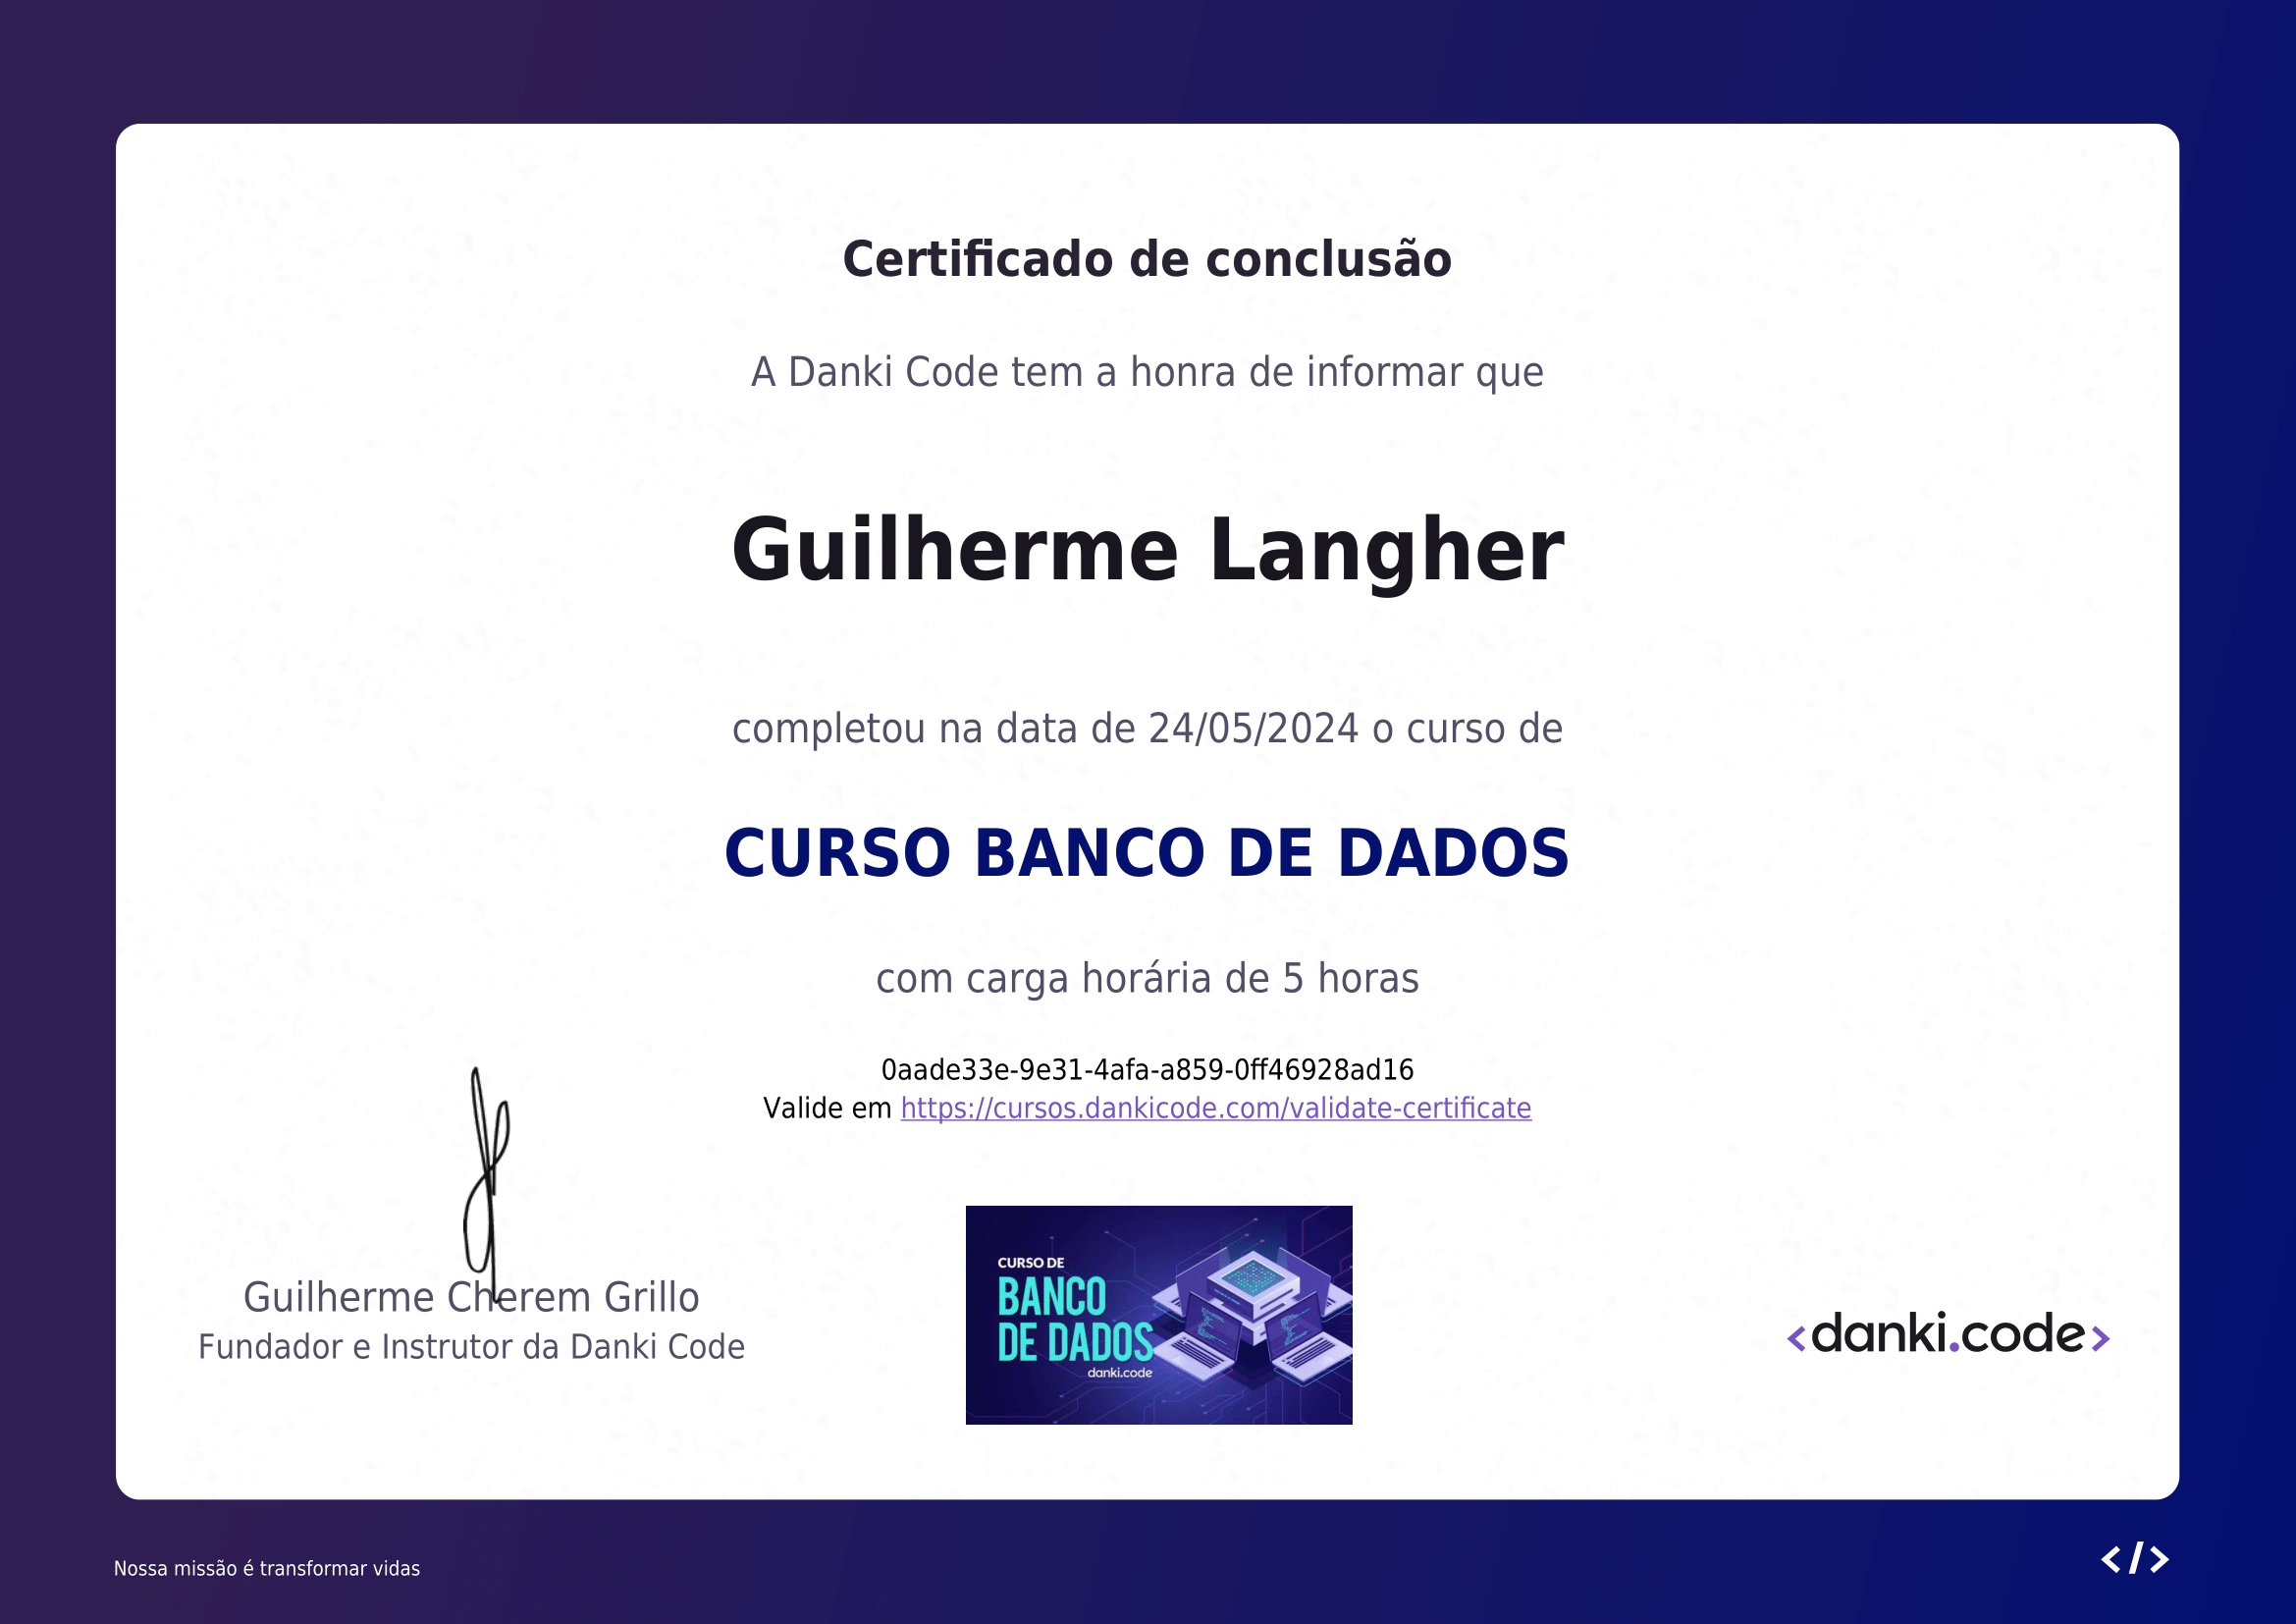 Certificado de conclusão
A Danki Code tem a honra de informar que
Guilherme Langher
completou na data de 24/05/2024 o curso de
CURSO BANCO DE DADOS
com carga horária de 5 horas
0aade33e-9e31-4afa-a859-0ff46928ad16
Valide em https://cursos.dankicode.com/validate-certificate
Guilherme Cherem Grillo
Fundador e Instrutor da Danki Code
CURSO DE
BANCO
DE DADOS
danki.code
<danki.code>
Nossa missão é transformar vidas
</>